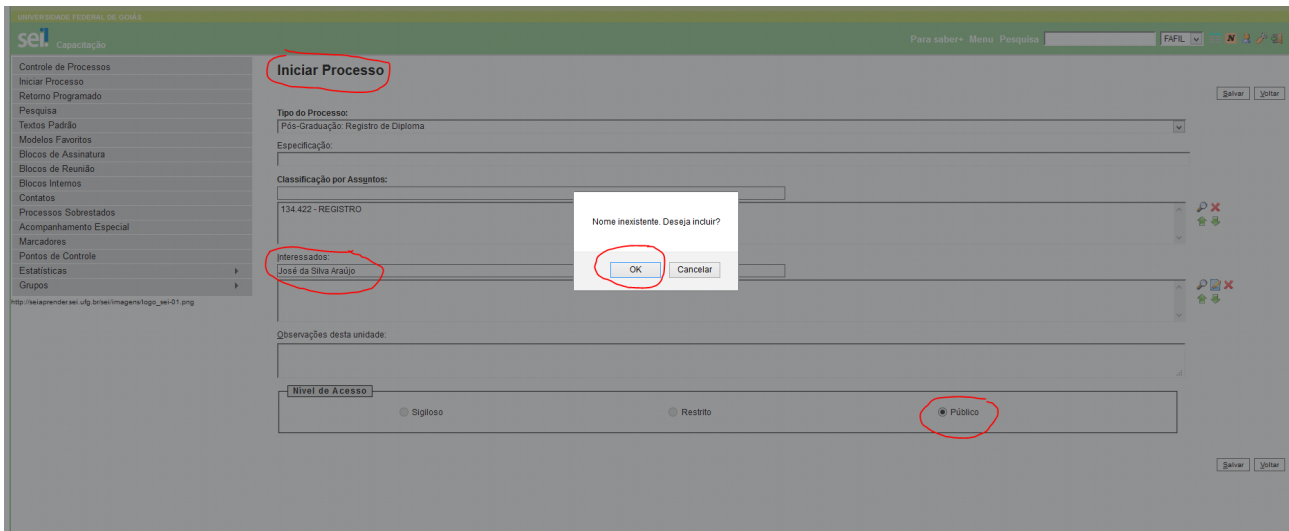 UNIVERSIDADE FEDERAL DE GOIÁS
sei. Capacitação
Para saber+ Menu Pesquisa
FAFIL
Controle de Processos
Iniciar Processo
Retorno Programado
Pesquisa
Textos Padrão
Modelos Favoritos
Blocos de Assinatura
Blocos de Reunião
Blocos Internos
Contatos
Processos Sobrestados
Acompanhamento Especial
Marcadores
Pontos de Controle
Estatísticas
Grupos
http://seiaprender.sei.ufg.br/sei/imagens/logo_sei-01.png
Iniciar Processo
Salvar Voltar
Tipo do Processo:
Pós-Graduação: Registro de Diploma
Especificação:
Classificação por Assuntos:
134.422 - REGISTRO
Nome inexistente. Deseja incluir?
OK Cancelar
Interessados:
José da Silva Araújo
Observações desta unidade:
Nível de Acesso
Sigiloso Restrito Público
Salvar Voltar